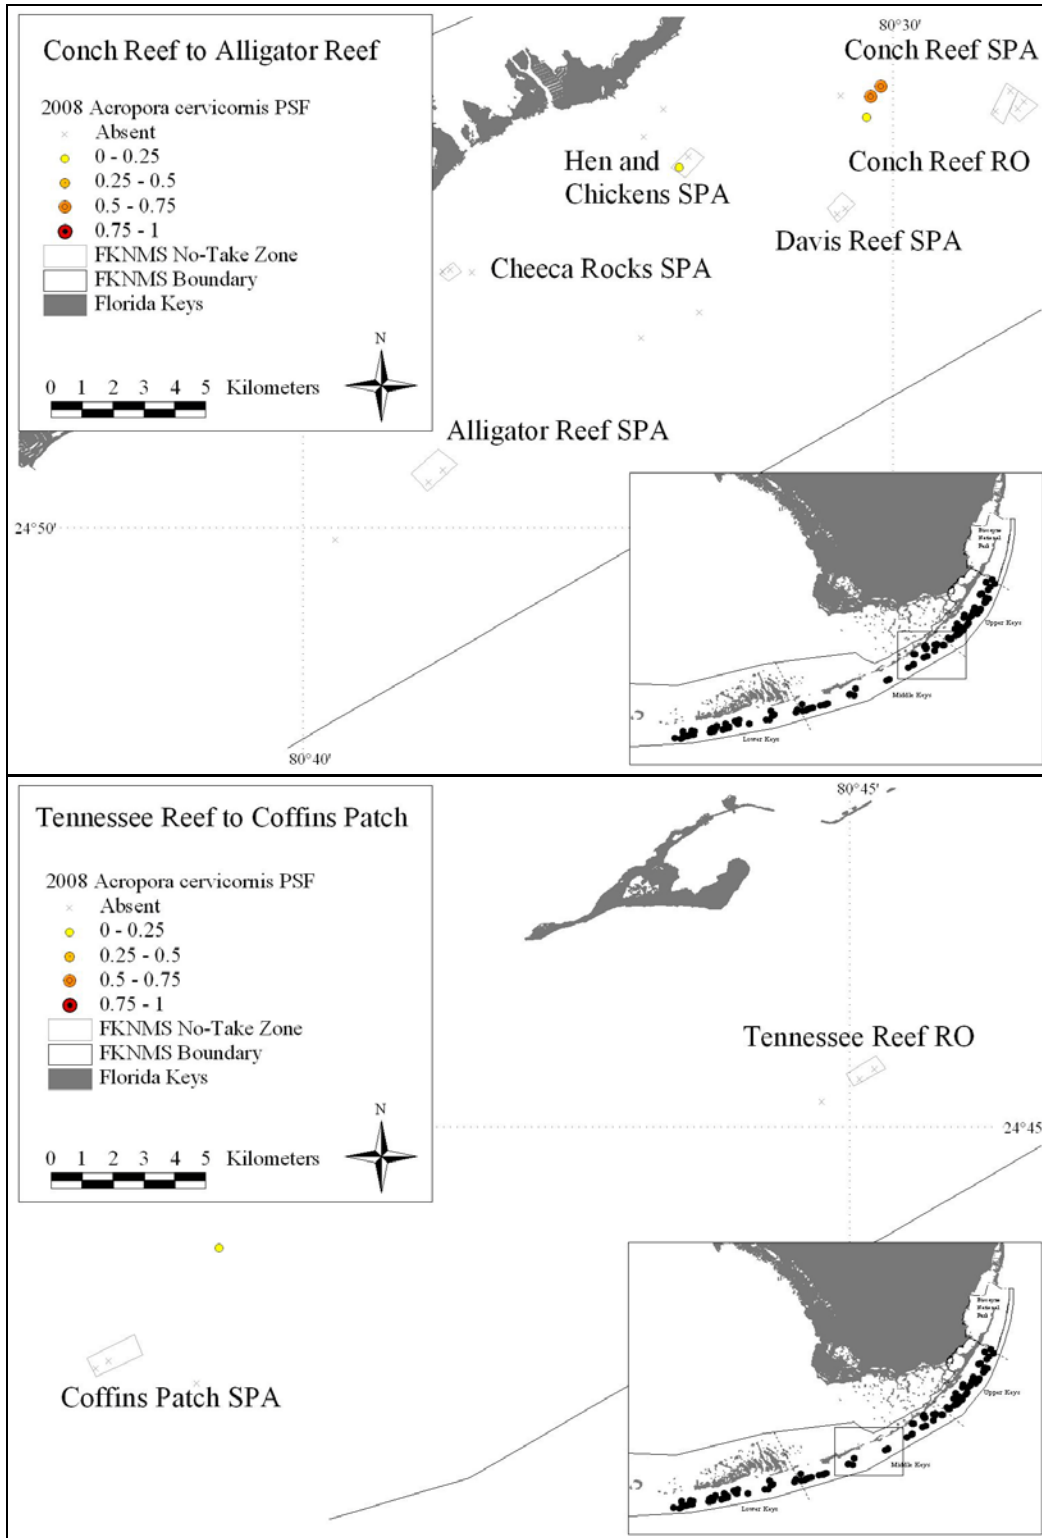 Conch Reef to Alligator Reef
2008 Acropora cervicornis PSF
Absent
0 - 0.25
0.25 - 0.5
0.5 - 0.75
0.75 - 1
FKNMS No-Take Zone
FKNMS Boundary
Florida Keys
N
0 1 2 3 4 5 Kilometers
80°30'
Conch Reef SPA
Hen and
Chickens SPA
Conch Reef RO
Davis Reef SPA
Cheeca Rocks SPA
Alligator Reef SPA
24°50'
80°40'
Biscayne
National
Park
Upper Keys
Middle Keys
Lower Keys
Tennessee Reef to Coffins Patch
2008 Acropora cervicornis PSF
Absent
0 - 0.25
0.25 - 0.5
0.5 - 0.75
0.75 - 1
FKNMS No-Take Zone
FKNMS Boundary
Florida Keys
N
0 1 2 3 4 5 Kilometers
80°45'
Tennessee Reef RO
24°45'
Coffins Patch SPA
Biscayne
National
Park
Upper Keys
Middle Keys
Lower Keys